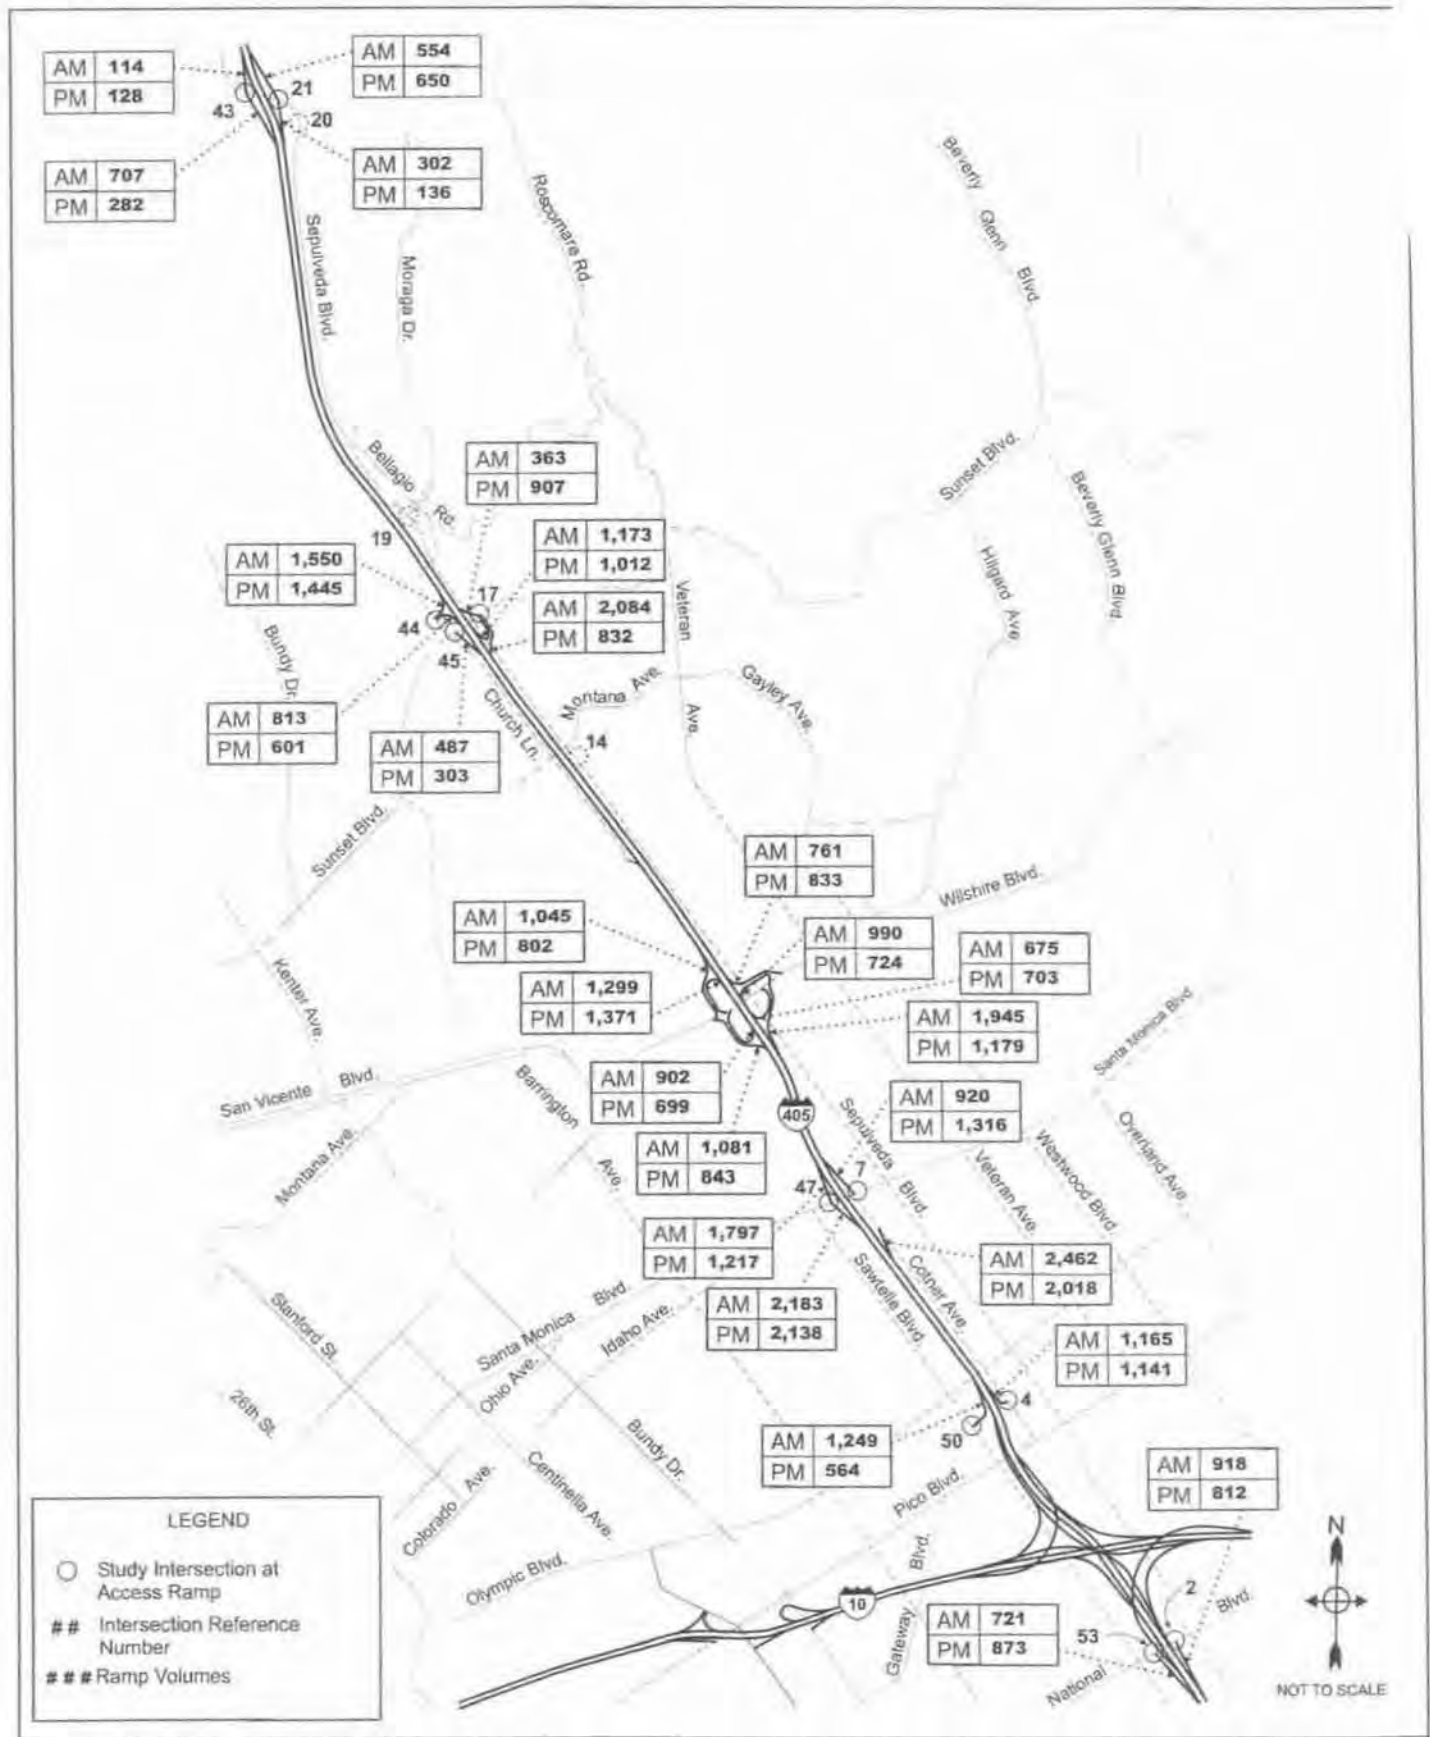 AM 114
PM 128
AM 554
PM 650
43
21
20
AM 707
PM 282
AM 302
PM 136
Sepulveda Blvd.
Moraga Dr.
Roscomare Rd.
Beverly Glenn Blvd.
Bellagio Rd.
AM 363
PM 907
19
AM 1,173
PM 1,012
AM 1,550
PM 1,445
AM 2,084
PM 832
17
44
45
Sunset Blvd.
Beverly Glenn Blvd
Hilgard Ave
Veteran Ave.
Bundy Dr.
Church Ln.
Montana Ave.
Gayley Ave.
14
AM 813
PM 601
AM 487
PM 303
Sunset Blvd.
AM 761
PM 833
Wilshire Blvd.
AM 1,045
PM 802
AM 990
PM 724
AM 675
PM 703
AM 1,299
PM 1,371
AM 1,945
PM 1,179
Kenter Ave.
San Vicente Blvd.
Barrington Ave.
Santa Monica Blvd
AM 902
PM 699
405
AM 920
PM 1,316
Montana Ave.
AM 1,081
PM 843
Sepulveda Blvd.
Veteran Ave.
Westwood Blvd.
Overland Ave.
47
7
AM 1,797
PM 1,217
AM 2,462
PM 2,018
Sawtelle Blvd.
Cotner Ave.
AM 2,183
PM 2,138
Stanford St.
26th St.
Santa Monica Blvd.
Ohio Ave.
Idaho Ave.
AM 1,165
PM 1,141
4
50
AM 1,249
PM 564
Bundy Dr.
Centinella Ave.
Colorado Ave.
Olympic Blvd.
Pico Blvd.
AM 918
PM 812
10
Gateway Blvd.
AM 721
PM 873
53
2
National Blvd.
N
NOT TO SCALE
LEGEND
Study Intersection at
Access Ramp
## Intersection Reference
Number
### Ramp Volumes